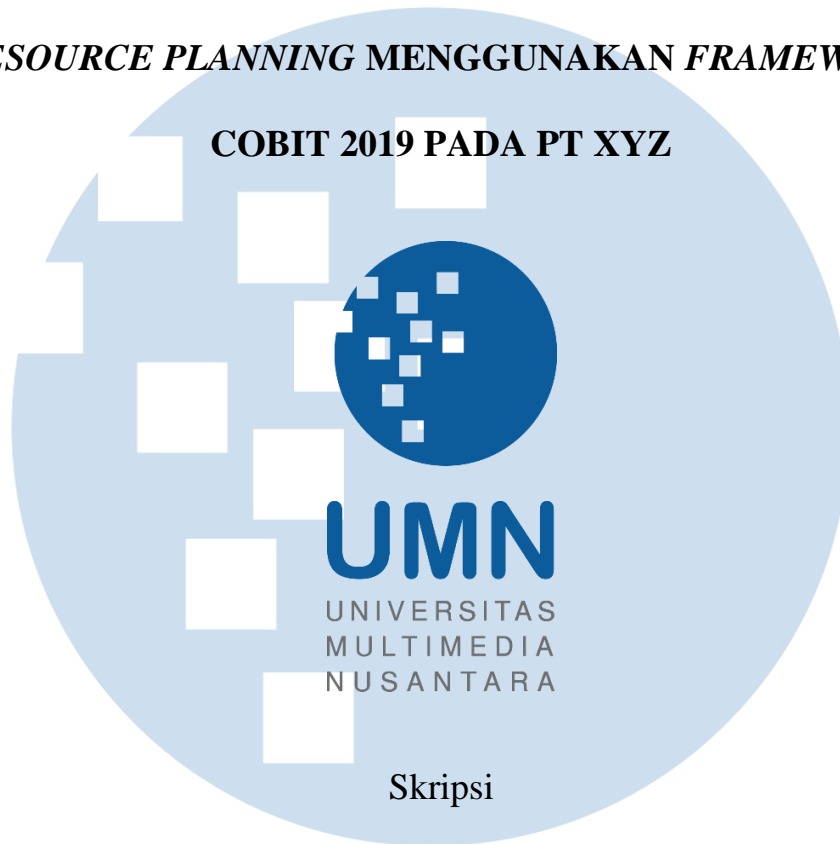 ESOURCE PLANNING MENGGUNAKAN FRAMEW
COBIT 2019 PADA PT XYZ
UMN
UNIVERSITAS
MULTIMEDIA
NUSANTARA
Skripsi